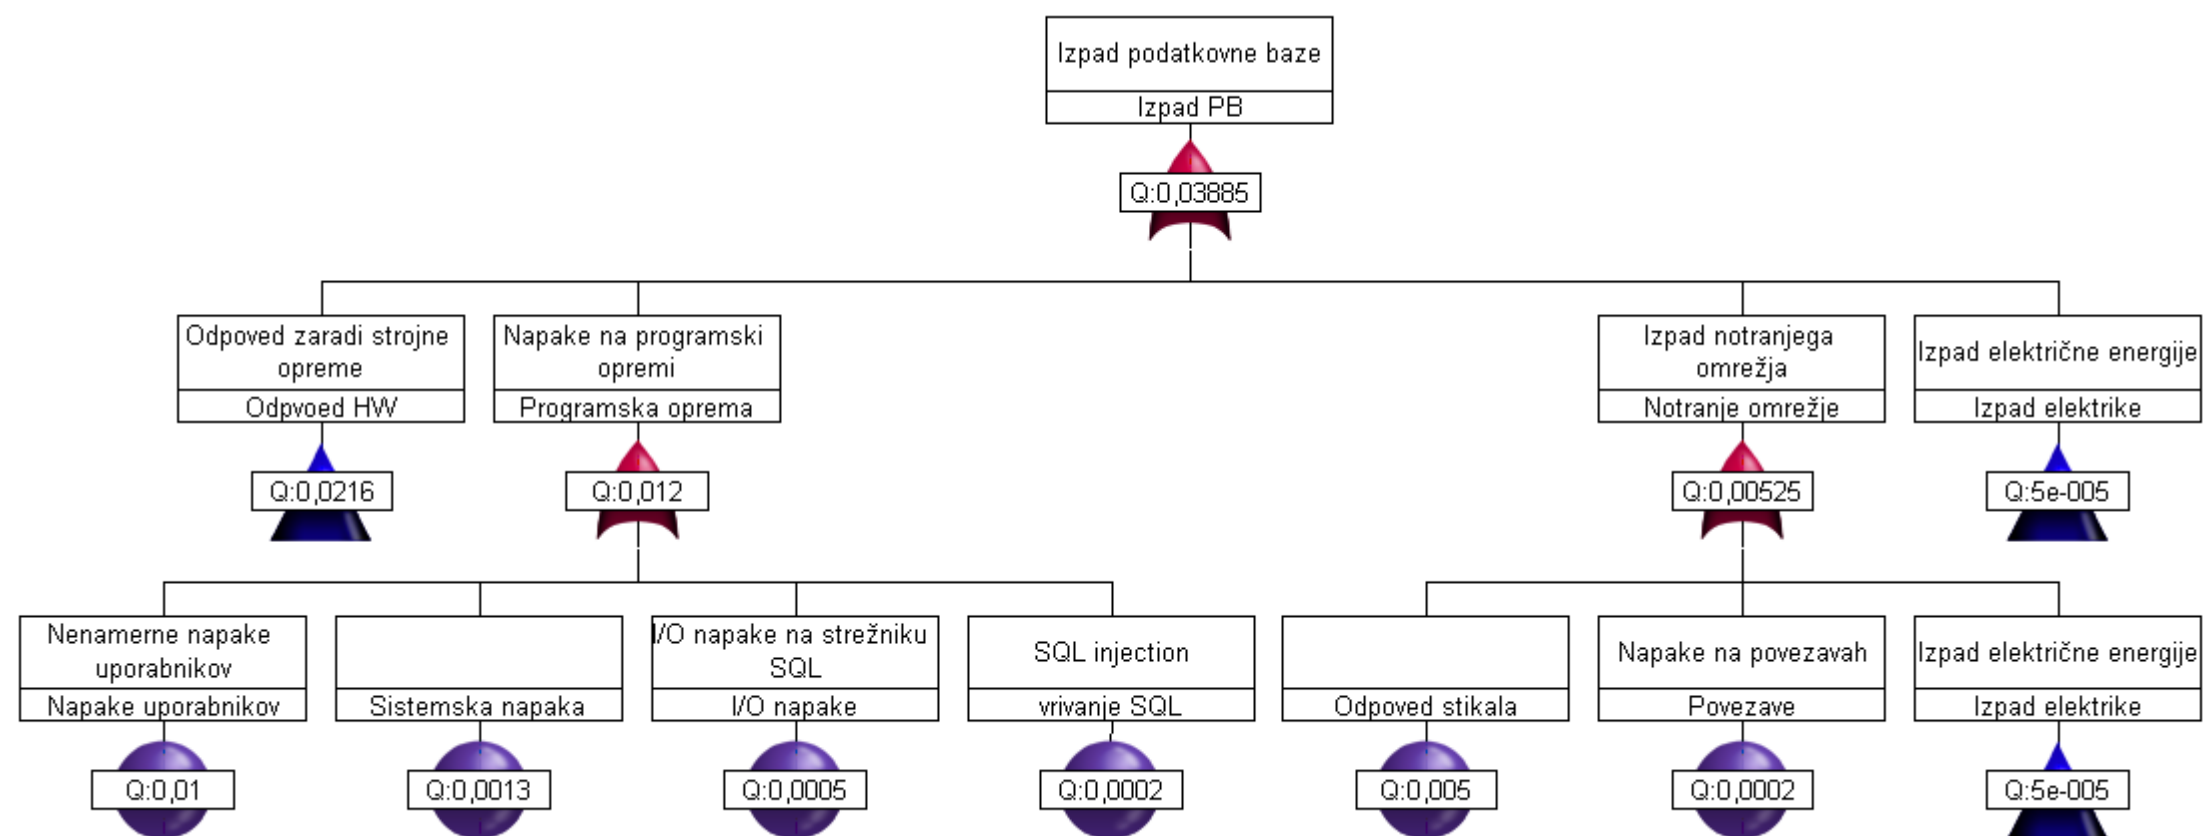 Izpad podatkovne baze
Izpad PB
Q:0,03885
Odpoved zaradi strojne
opreme
Odpvoed HW
Q:0,0216
Napake na programski
opremi
Programska oprema
Q:0,012
Izpad notranjega
omrežja
Notranje omrežje
Q:0,00525
Izpad električne energije
Izpad elektrike
Q:5e-005
Nenamerne napake
uporabnikov
Napake uporabnikov
Q:0,01
Sistemska napaka
Q:0,0013
I/O napake na strežniku
SQL
I/O napake
Q:0,0005
SQL injection
vrivanje SQL
Q:0,0002
Odpoved stikala
Q:0,005
Napake na povezavah
Povezave
Q:0,0002
Izpad električne energije
Izpad elektrike
Q:5e-005